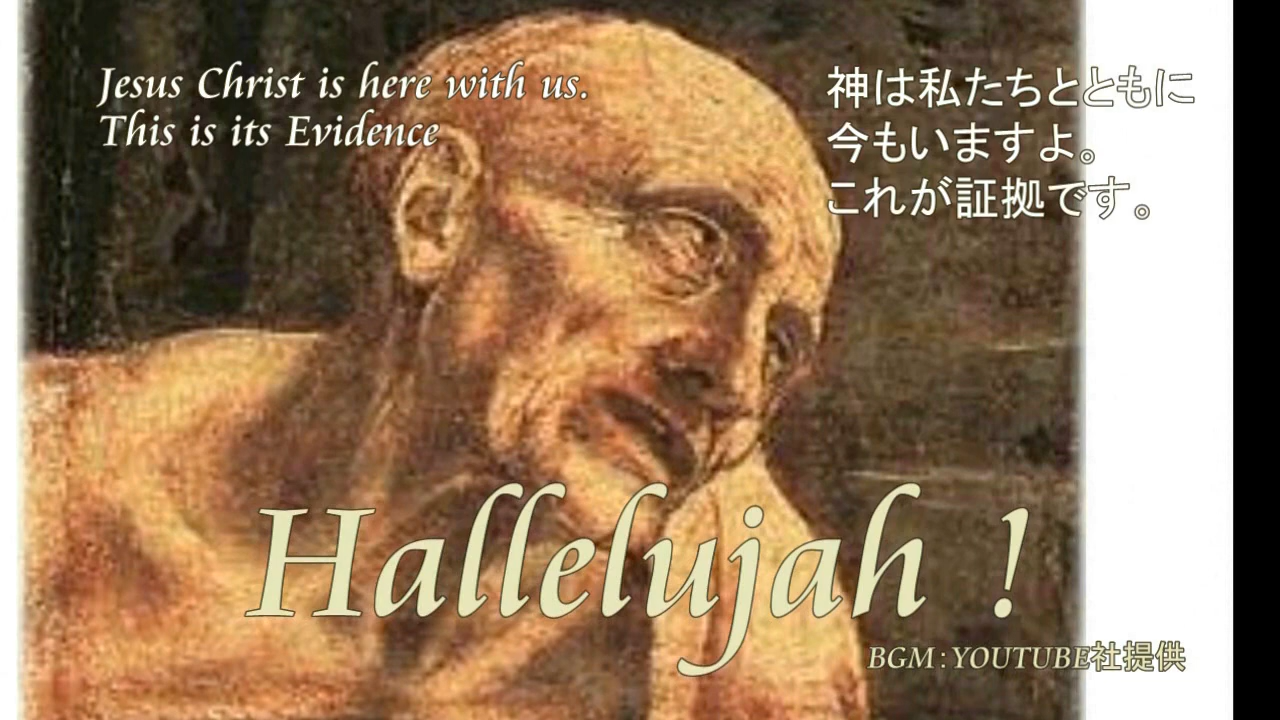 Jesus Christ is here with us.
This is its Evidence
神は私たちとともに
今もいますよ。
これが証拠です。
Hallelujah !
BGM:YOUTUBE社提供